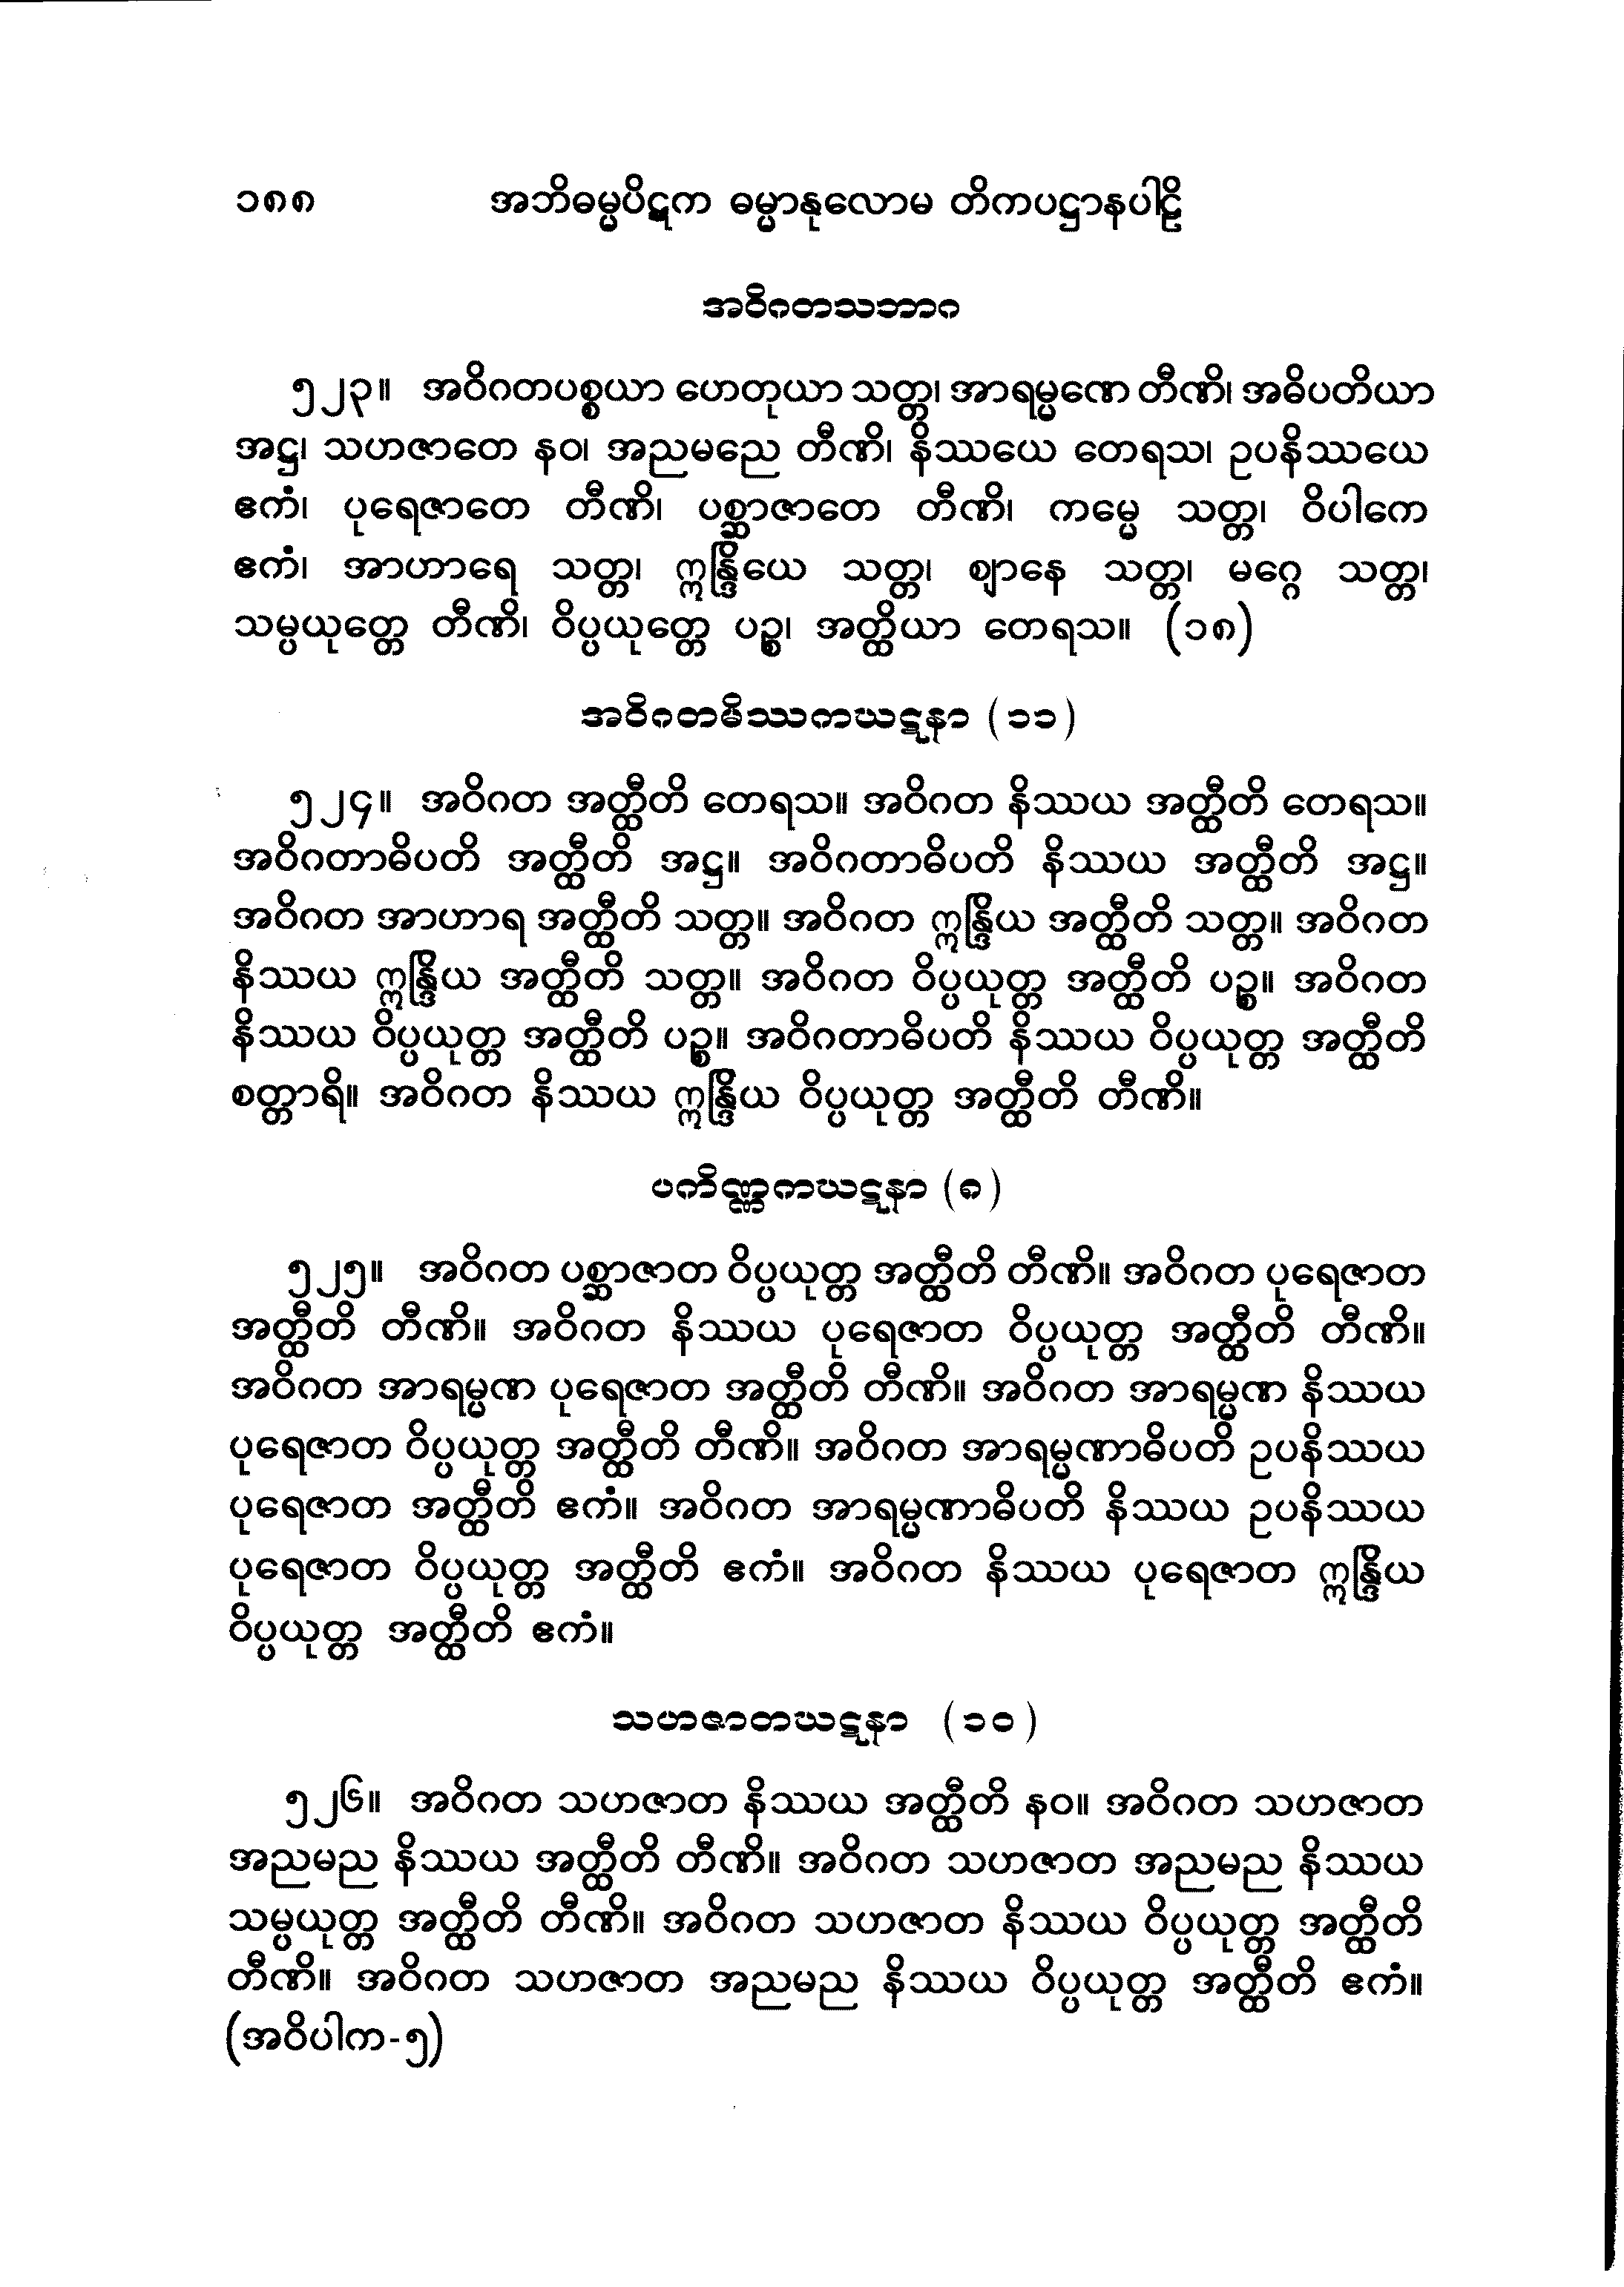 ၁၈၈ အဘိဓမ္မပိဋက ဓမ္မာနုလောမ တိကပဋ္ဌာနပါဠိ
အဝိဂတသဘာဂ
၅၂၃။ အဝိဂတပစ္စယာ ဟေတုယာ သတ္တ၊ အာရမ္မဏေ တီဏိ၊ အဓိပတိယာ
အဋ္ဌ၊ သဟဇာတေ နဝ၊ အညမညေ တီဏိ၊ နိဿယေ တေရသ၊ ဥပနိဿယေ
ဧကံ၊ ပုရေဇာတေ တီဏိ၊ ပစ္ဆာဇာတေ တီဏိ၊ ကမ္မေ သတ္တ၊ ဝိပါကေ
ဧကံ၊ အာဟာရေ သတ္တ၊ ဣန္ဒြိယေ သတ္တ၊ ဈာနေ သတ္တ၊ မဂ္ဂေ သတ္တ၊
သမ္ပယုတ္တေ တီဏိ၊ ဝိပ္ပယုတ္တေ ပဉ္စ၊ အတ္ထိယာ တေရသ။ (၁၈)
အဝိဂတမိဿကဃဋနာ (၁၁)
၅၂၄။ အဝိဂတ အတ္ထီတိ တေရသ။ အဝိဂတ နိဿယ အတ္ထီတိ တေရသ။
အဝိဂတာဓိပတိ အတ္ထီတိ အဋ္ဌ။ အဝိဂတာဓိပတိ နိဿယ အတ္ထီတိ အဋ္ဌ။
အဝိဂတ အာဟာရ အတ္ထီတိ သတ္တ။ အဝိဂတ ဣန္ဒြိယ အတ္ထီတိ သတ္တ။ အဝိဂတ
နိဿယ ဣန္ဒြိယ အတ္ထီတိ သတ္တ။ အဝိဂတ ဝိပ္ပယုတ္တ အတ္ထီတိ ပဉ္စ။ အဝိဂတ
နိဿယ ဝိပ္ပယုတ္တ အတ္ထီတိ ပဉ္စ။ အဝိဂတာဓိပတိ နိဿယ ဝိပ္ပယုတ္တ အတ္ထီတိ
စတ္တာရိ။ အဝိဂတ နိဿယ ဣန္ဒြိယ ဝိပ္ပယုတ္တ အတ္ထီတိ တီဏိ။
ပကိဏ္ဏကဃဋနာ (၈)
၅၂၅။ အဝိဂတ ပစ္ဆာဇာတ ဝိပ္ပယုတ္တ အတ္ထီတိ တီဏိ။ အဝိဂတ ပုရေဇာတ
အတ္ထီတိ တီဏိ။ အဝိဂတ နိဿယ ပုရေဇာတ ဝိပ္ပယုတ္တ အတ္ထီတိ တီဏိ။
အဝိဂတ အာရမ္မဏ ပုရေဇာတ အတ္ထီတိ တီဏိ။ အဝိဂတ အာရမ္မဏ နိဿယ
ပုရေဇာတ ဝိပ္ပယုတ္တ အတ္ထီတိ တီဏိ။ အဝိဂတ အာရမ္မဏာဓိပတိ ဥပနိဿယ
ပုရေဇာတ အတ္ထီတိ ဧကံ။ အဝိဂတ အာရမ္မဏာဓိပတိ နိဿယ ဥပနိဿယ
ပုရေဇာတ ဝိပ္ပယုတ္တ အတ္ထီတိ ဧကံ။ အဝိဂတ နိဿယ ပုရေဇာတ ဣန္ဒြိယ
ဝိပ္ပယုတ္တ အတ္ထီတိ ဧကံ။
သဟဇာတဃဋနာ (၁၀)
၅၂၆။ အဝိဂတ သဟဇာတ နိဿယ အတ္ထီတိ နဝ။ အဝိဂတ သဟဇာတ
အညမည နိဿယ အတ္ထီတိ တီဏိ။ အဝိဂတ သဟဇာတ အညမည နိဿယ
သမ္ပယုတ္တ အတ္ထီတိ တီဏိ။ အဝိဂတ သဟဇာတ နိဿယ ဝိပ္ပယုတ္တ အတ္ထီတိ
တီဏိ။ အဝိဂတ သဟဇာတ အညမည နိဿယ ဝိပ္ပယုတ္တ အတ္ထီတိ ဧကံ။
(အဝိပါက-၅)